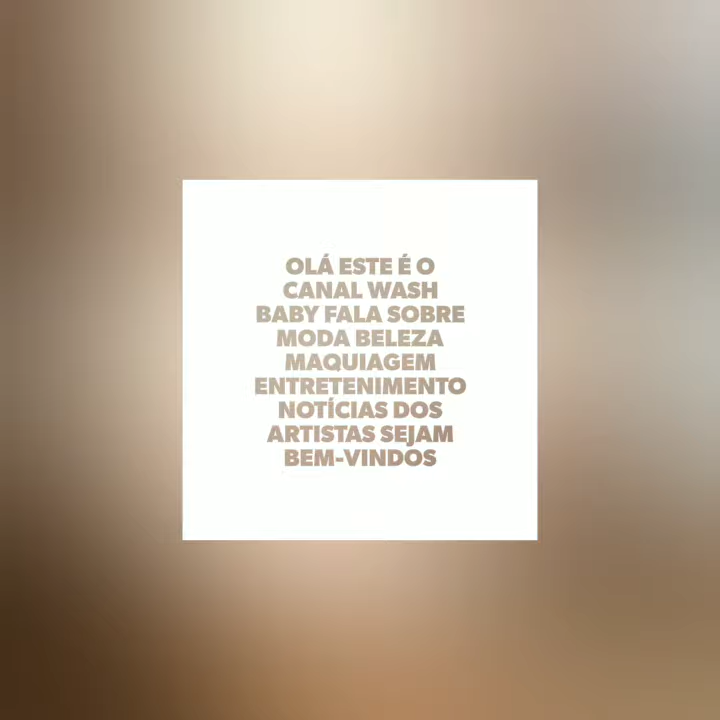 OLÁ ESTE É O
CANAL WASH
BABY FALA SOBRE
MODA BELEZA
MAQUIAGEM
ENTRETENIMENTO
NOTÍCIAS DOS
ARTISTAS SEJAM
BEM-VINDOS